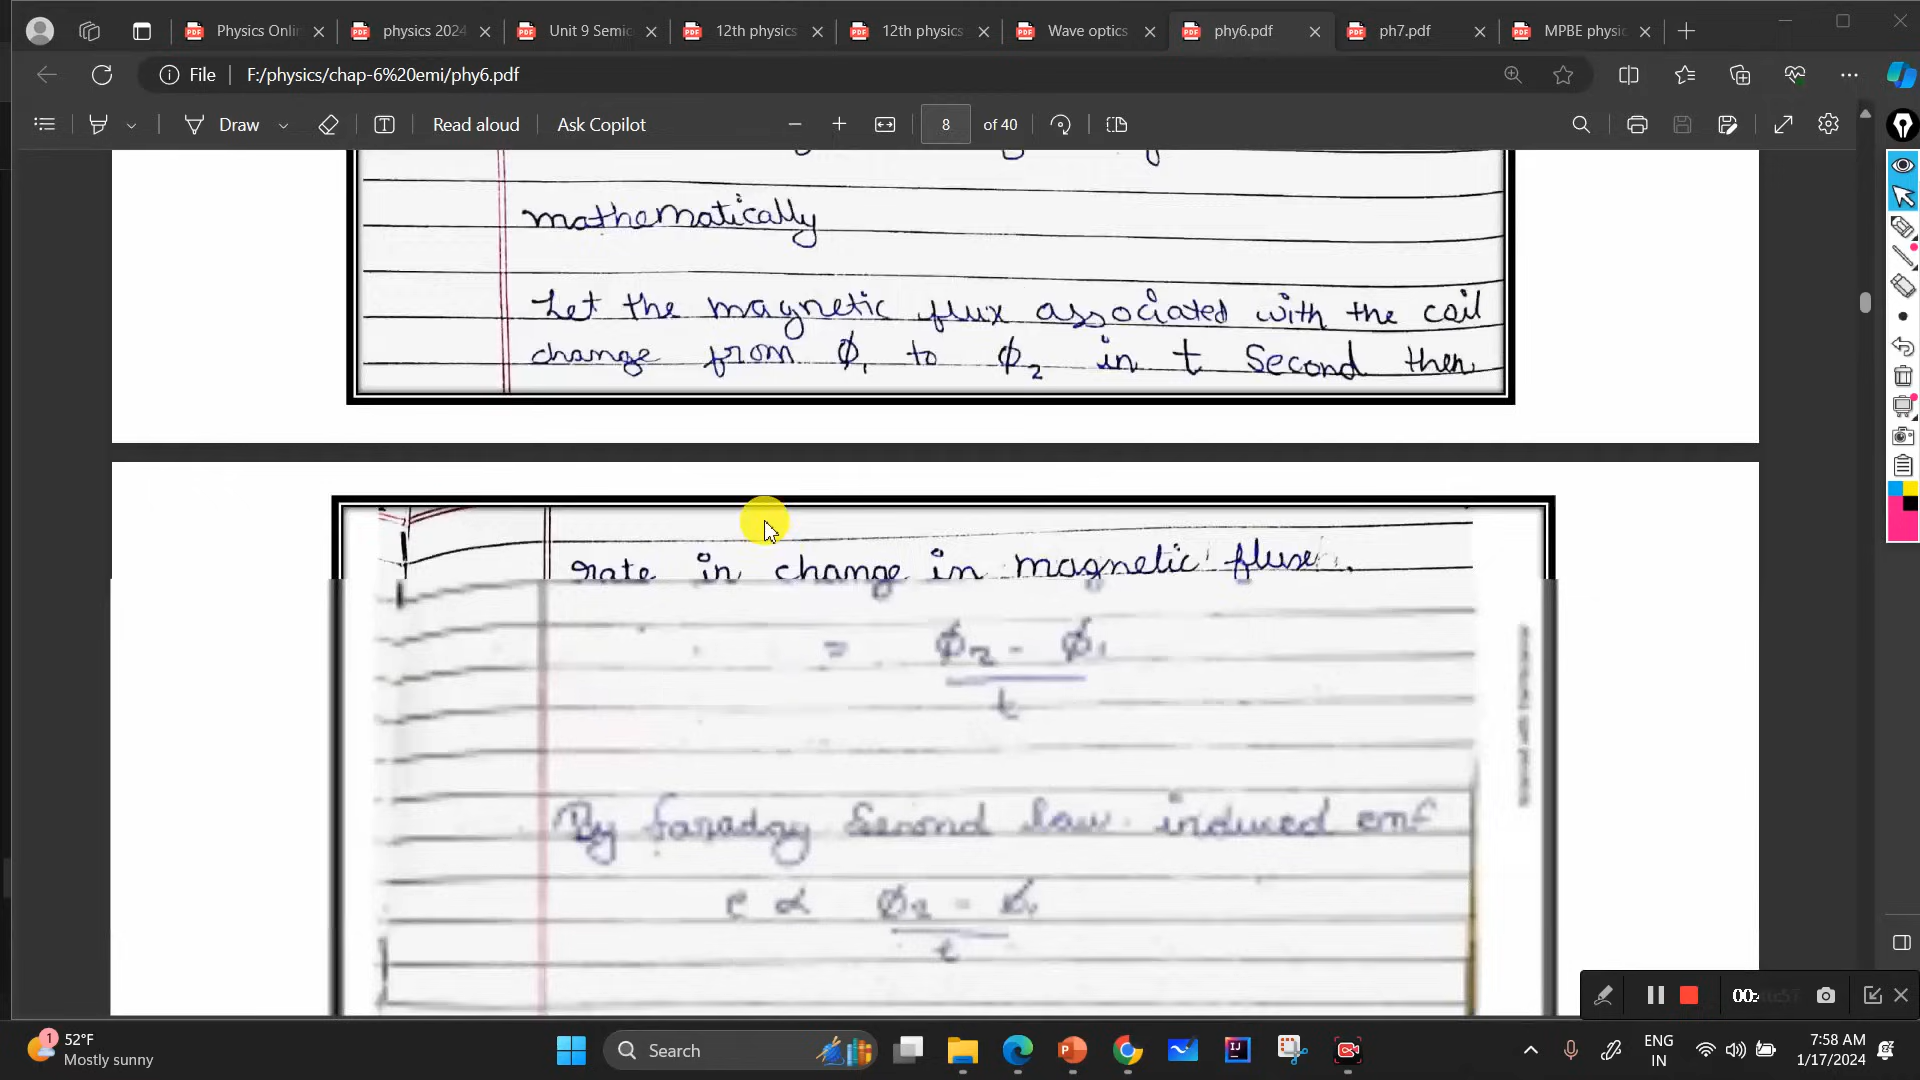 Physics Onli
physics 2024
Unit 9 Semic
12th physics
12th physics
Wave optics
phy6.pdf
ph7.pdf
MPBE physic
File
F:/physics/chap-6%20emi/phy6.pdf
Draw
Read aloud
Ask Copilot
8
of 40
mathematically
Let the magnetic flux associated with the coil
change from Φ₁ to Φ₂ in t Second then
rate in change in magnetic fluxe.
= Φ₂ - Φ₁
t
By faraday Second law induced emf
e ∝ Φ₂ - Φ₁
t
00:
1
52°F
Mostly sunny
Search
ENG
IN
7:58 AM
1/17/2024